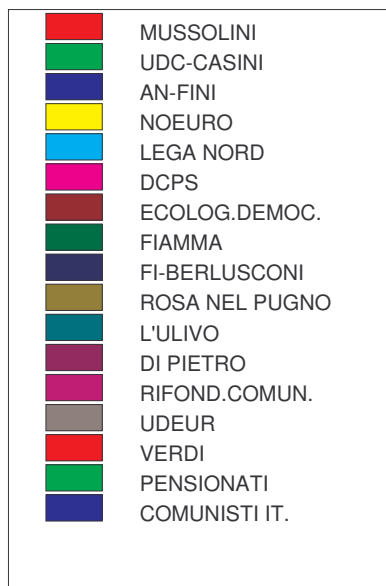 MUSSOLINI
UDC-CASINI
AN-FINI
NOEURO
LEGA NORD
DCPS
ECOLOG.DEMOC.
FIAMMA
FI-BERLUSCONI
ROSA NEL PUGNO
L'ULIVO
DI PIETRO
RIFOND.COMUN.
UDEUR
VERDI
PENSIONATI
COMUNISTI IT.